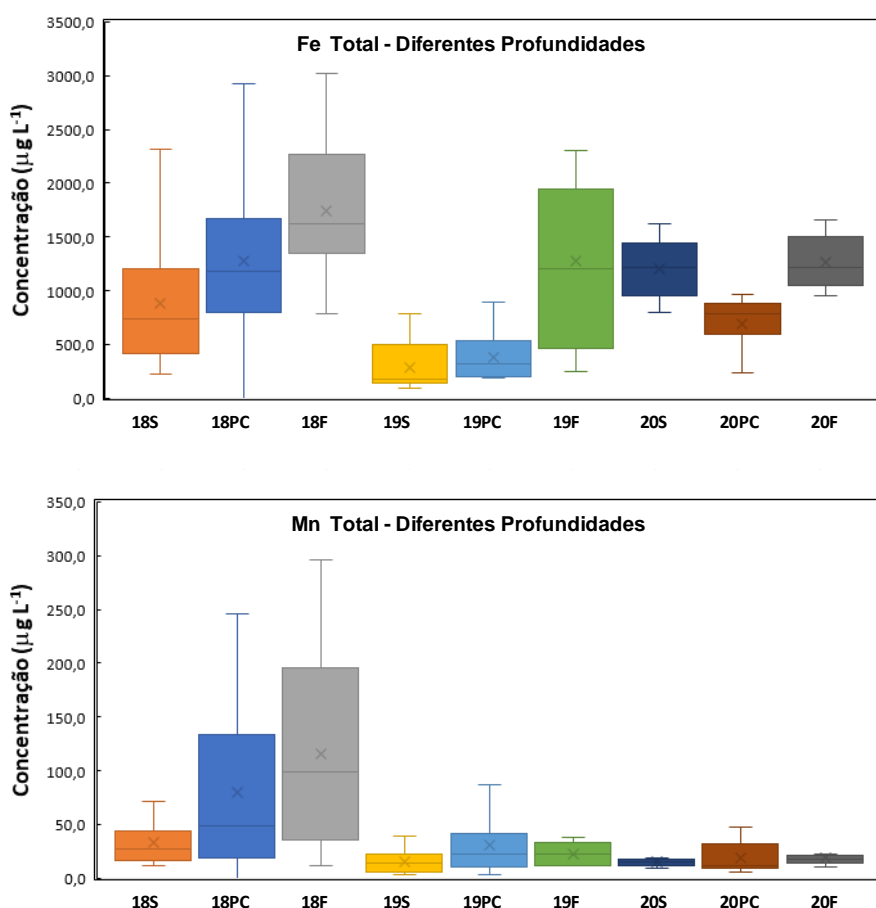 Fe Total - Diferentes Profundidades
Concentração (µg L⁻¹)
3500,0
3000,0
2500,0
2000,0
1500,0
1000,0
500,0
0,0
18S 18PC 18F 19S 19PC 19F 20S 20PC 20F
Mn Total - Diferentes Profundidades
Concentração (µg L⁻¹)
350,0
300,0
250,0
200,0
150,0
100,0
50,0
0,0
18S 18PC 18F 19S 19PC 19F 20S 20PC 20F